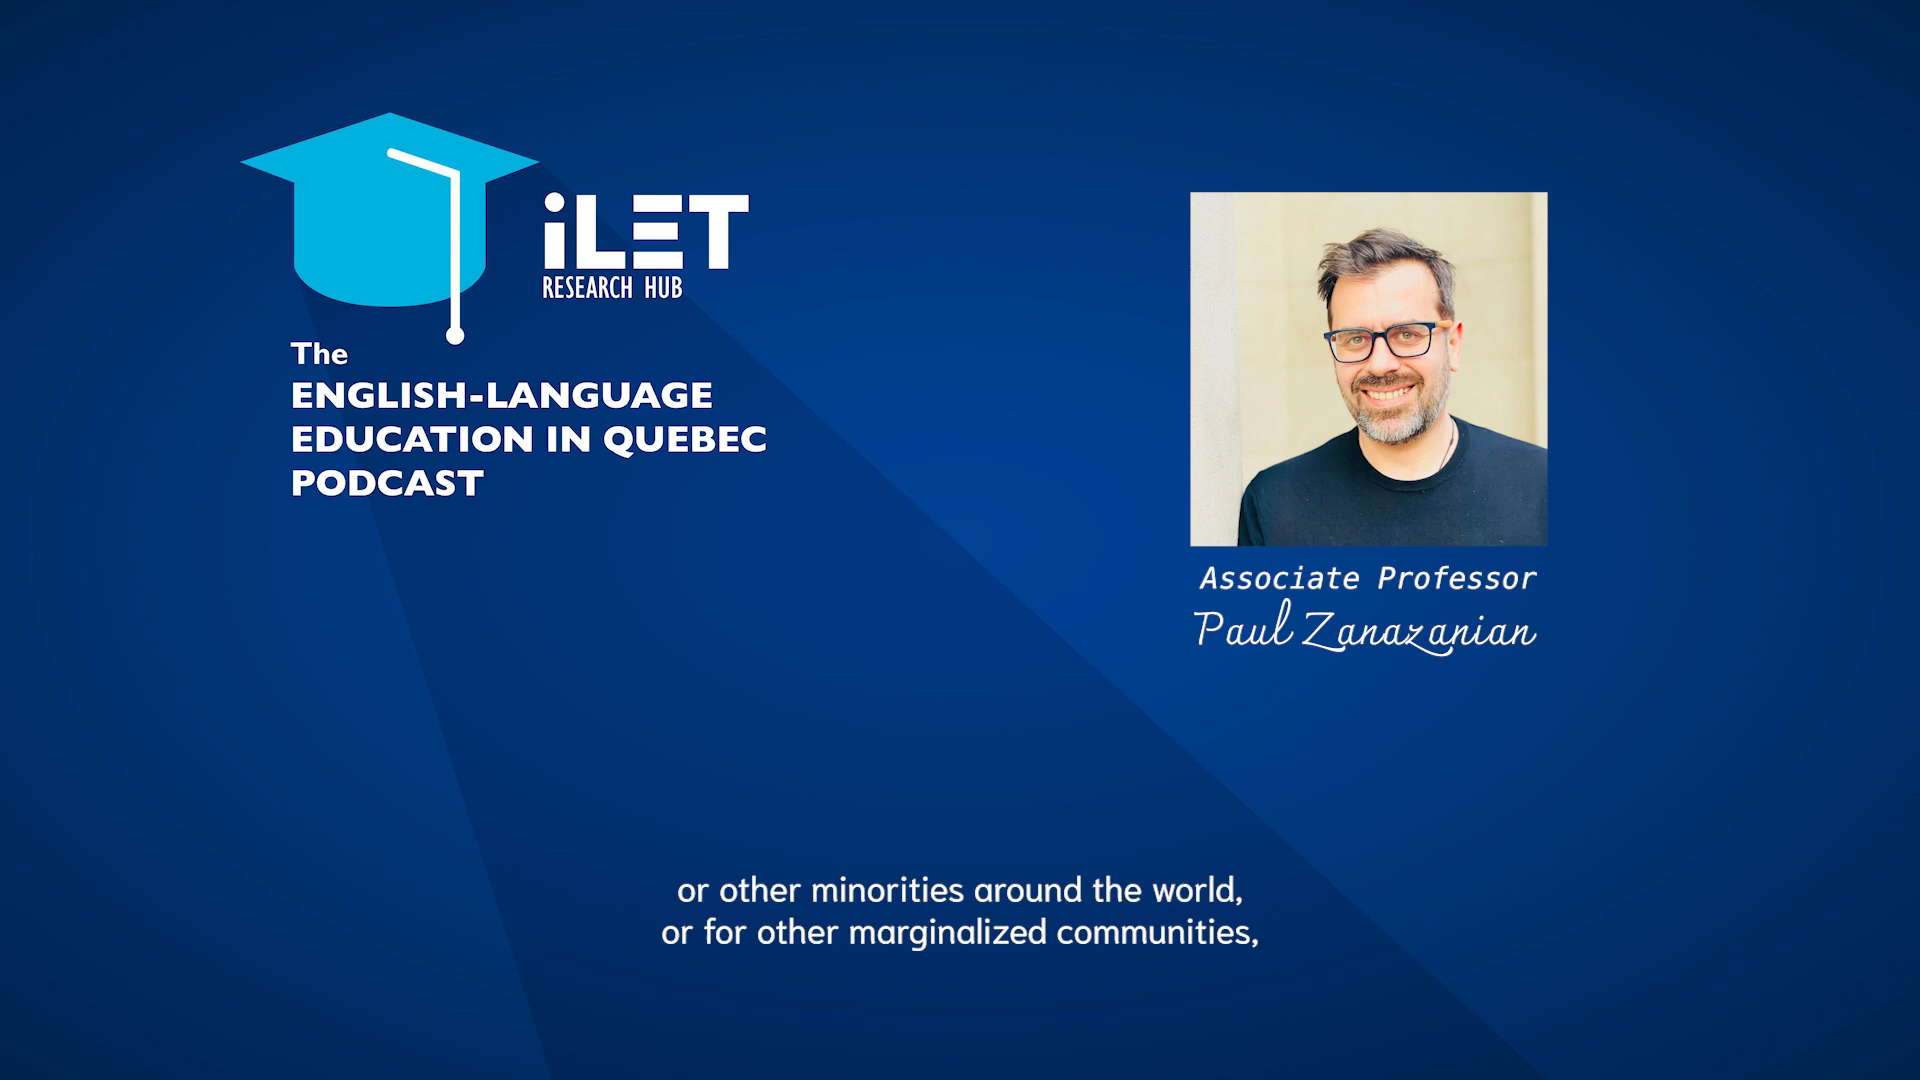 iLET
RESEARCH HUB
The
ENGLISH-LANGUAGE
EDUCATION IN QUEBEC
PODCAST
Associate Professor
Paul Zanazanian
or other minorities around the world,
or for other marginalized communities,